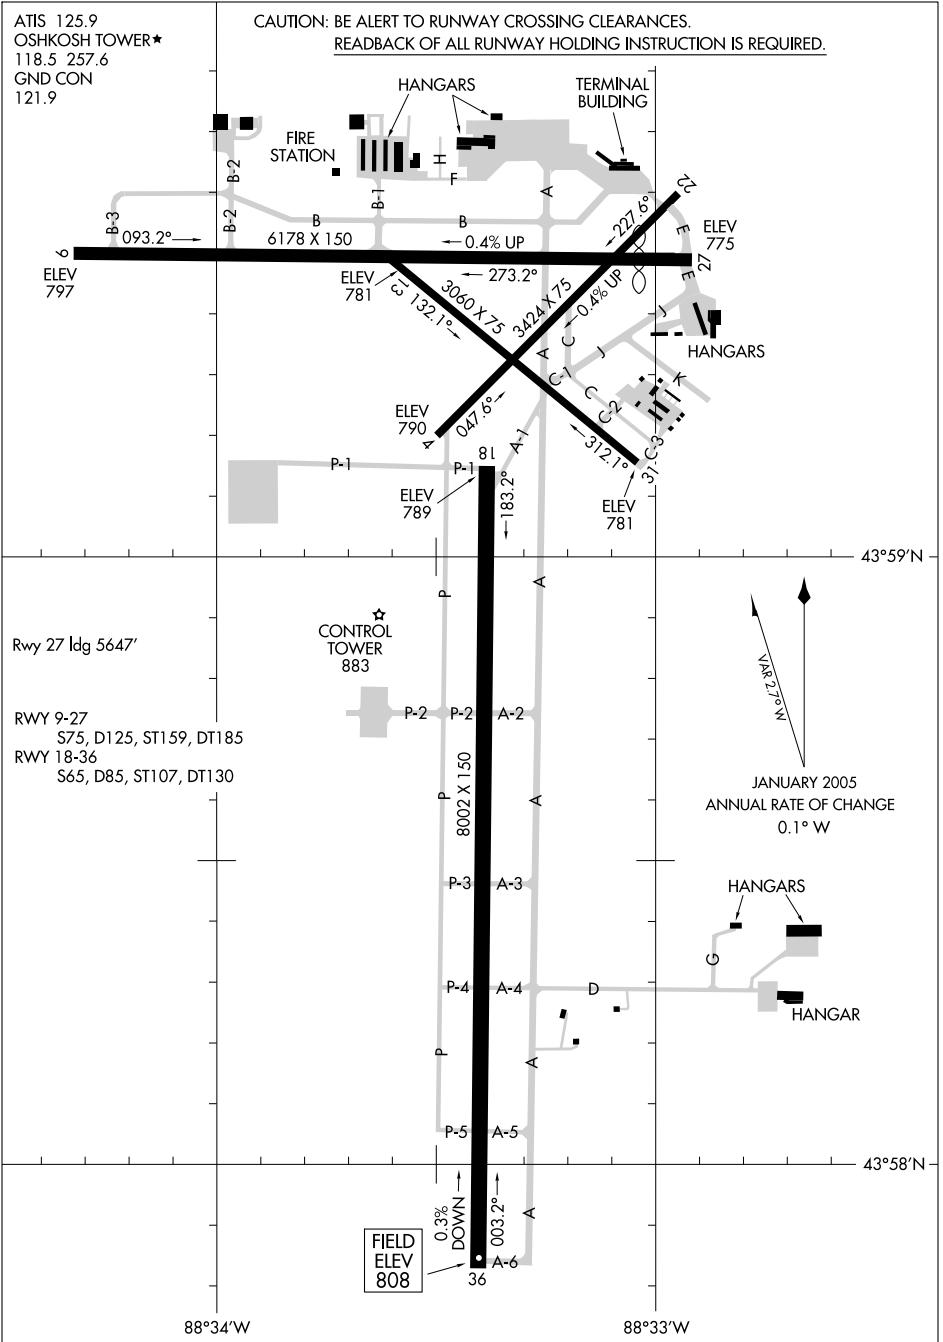 ATIS 125.9
OSHKOSH TOWER★
118.5 257.6
GND CON
121.9
CAUTION: BE ALERT TO RUNWAY CROSSING CLEARANCES.
READBACK OF ALL RUNWAY HOLDING INSTRUCTION IS REQUIRED.
HANGARS
TERMINAL
BUILDING
FIRE
STATION
H
F
A
B-2
B-1
B-3
B-2
B
B
22
227.6°
E
ELEV
775
9
093.2°
6178 X 150
0.4% UP
273.2°
27
E
ELEV
797
ELEV
781
13
132.1°
3060 X 75
3424 X 75
0.4% UP
C
J
J
HANGARS
A
C-1
C
C-2
K
C-3
ELEV
790
4
047.6°
A-1
312.1°
31
ELEV
781
P-1
P-1
18
ELEV
789
183.2°
43°59'N
P
A
CONTROL
TOWER
883
Rwy 27 ldg 5647'
VAR 2.7° W
P-2
P-2
A-2
RWY 9-27
S75, D125, ST159, DT185
RWY 18-36
S65, D85, ST107, DT130
8002 X 150
P
A
JANUARY 2005
ANNUAL RATE OF CHANGE
0.1° W
P-3
A-3
HANGARS
G
P-4
A-4
D
HANGAR
P
A
P-5
A-5
43°58'N
0.3%
DOWN
003.2°
A
FIELD
ELEV
808
A-6
36
88°34'W
88°33'W